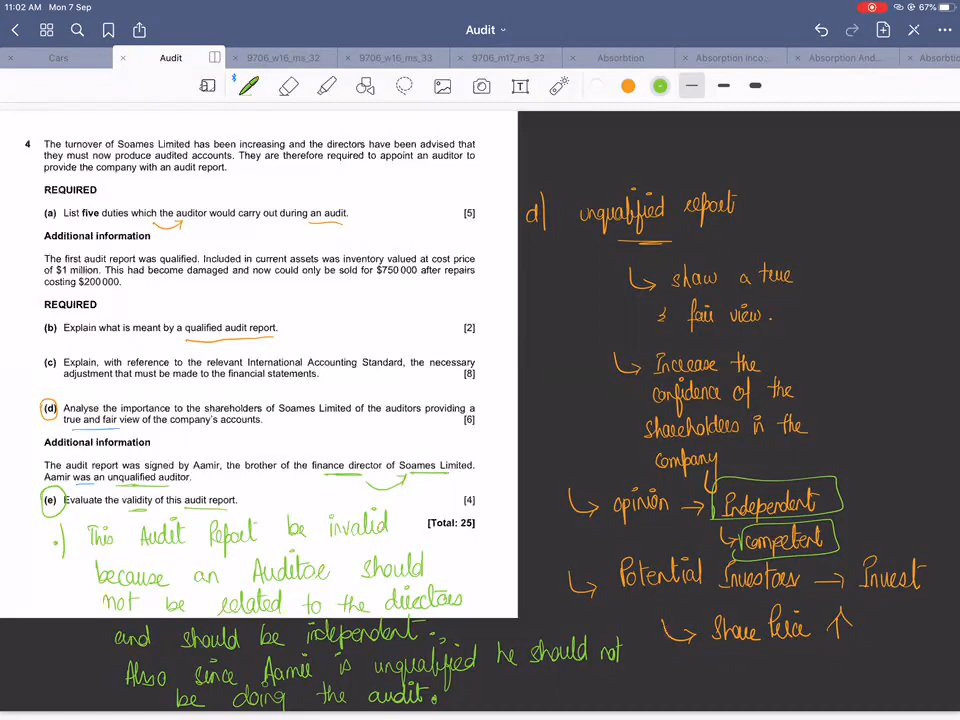 11:02 AM Mon 7 Sep
67%
Audit
Cars
Audit
9706_w16_ms_32
9706_w16_ms_33
9706_m17_ms_32
Absorbtion
Absorption inco...
Absorption And...
Absorbtio
4 The turnover of Soames Limited has been increasing and the directors have been advised that
they must now produce audited accounts. They are therefore required to appoint an auditor to
provide the company with an audit report.
REQUIRED
(a) List five duties which the auditor would carry out during an audit. [5]
Additional information
The first audit report was qualified. Included in current assets was inventory valued at cost price
of $1 million. This had become damaged and now could only be sold for $750 000 after repairs
costing $200 000.
REQUIRED
(b) Explain what is meant by a qualified audit report. [2]
(c) Explain, with reference to the relevant International Accounting Standard, the necessary
adjustment that must be made to the financial statements. [8]
(d) Analyse the importance to the shareholders of Soames Limited of the auditors providing a
true and fair view of the company's accounts. [6]
Additional information
The audit report was signed by Aamir, the brother of the finance director of Soames Limited.
Aamir was an unqualified auditor.
(e) Evaluate the validity of this audit report. [4]
[Total: 25]
.) This Audit Report be invalid
because an Auditor should
not be related to the directors
and should be independent.
Also since Aamir is unqualified he should not
be doing the audit.
d) unqualified report
show a true
& fair view.
Increase the
confidence of the
shareholders in the
company
opinion → Independent
competent
Potential Investors → Invest
Share Price ↑